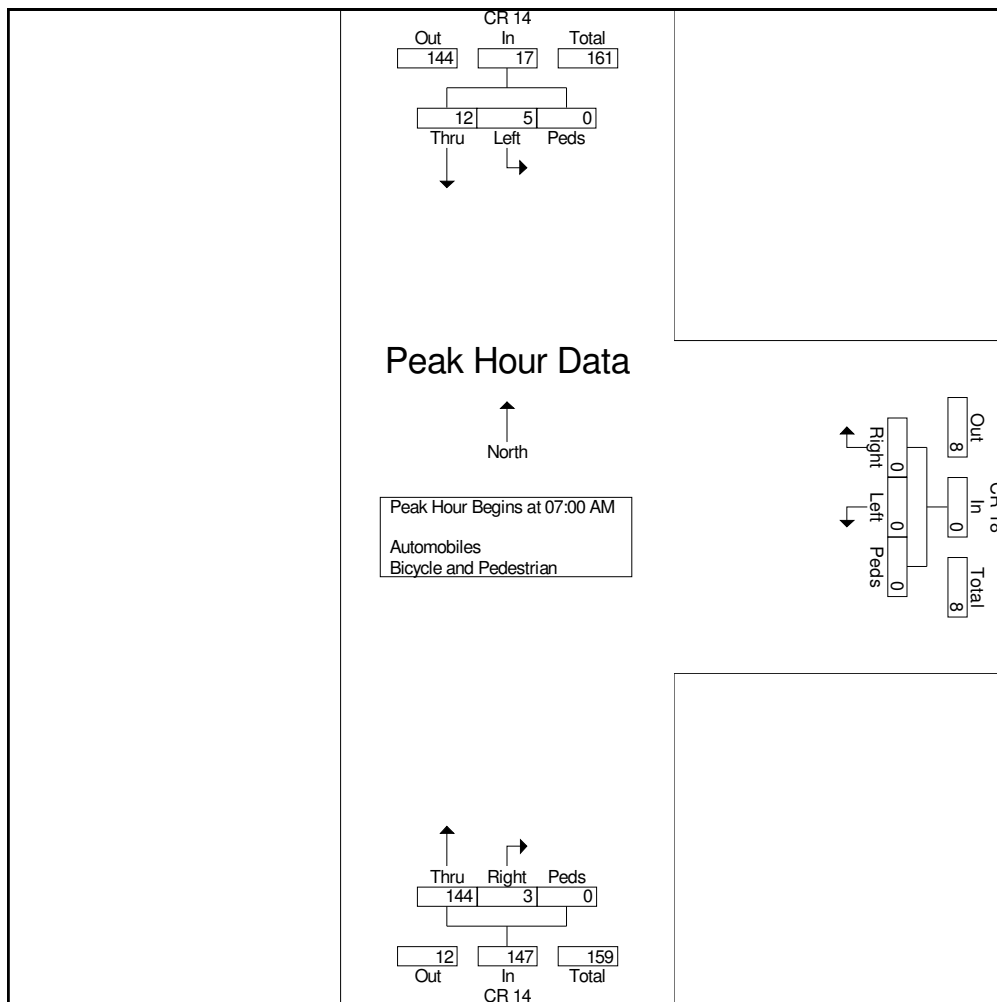 CR 14
Out In Total
144 17 161
12 5 0
Thru Left Peds
Peak Hour Data
North
Peak Hour Begins at 07:00 AM
Automobiles
Bicycle and Pedestrian
Right Left Peds
0 0 0
Out In Total
8 0 8
Thru Right Peds
144 3 0
12 147 159
Out In Total
CR 14